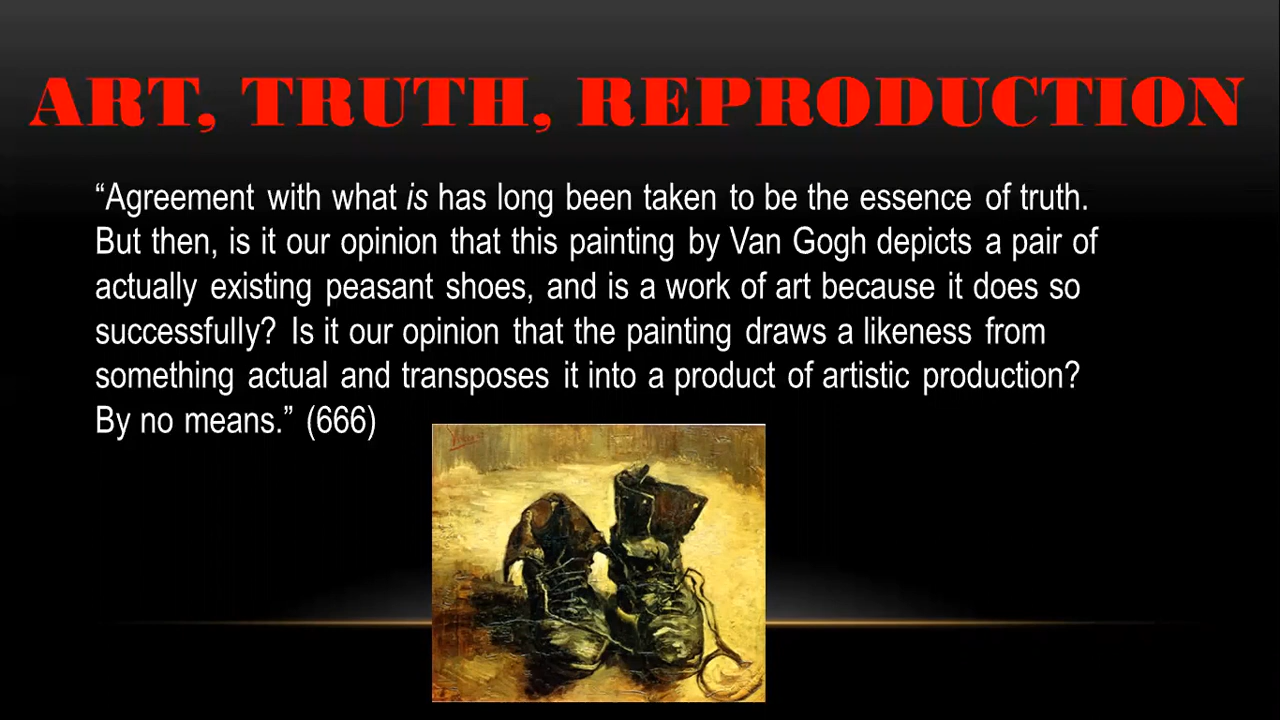 ART, TRUTH, REPRODUCTION
“Agreement with what is has long been taken to be the essence of truth.
But then, is it our opinion that this painting by Van Gogh depicts a pair of
actually existing peasant shoes, and is a work of art because it does so
successfully? Is it our opinion that the painting draws a likeness from
something actual and transposes it into a product of artistic production?
By no means.” (666)